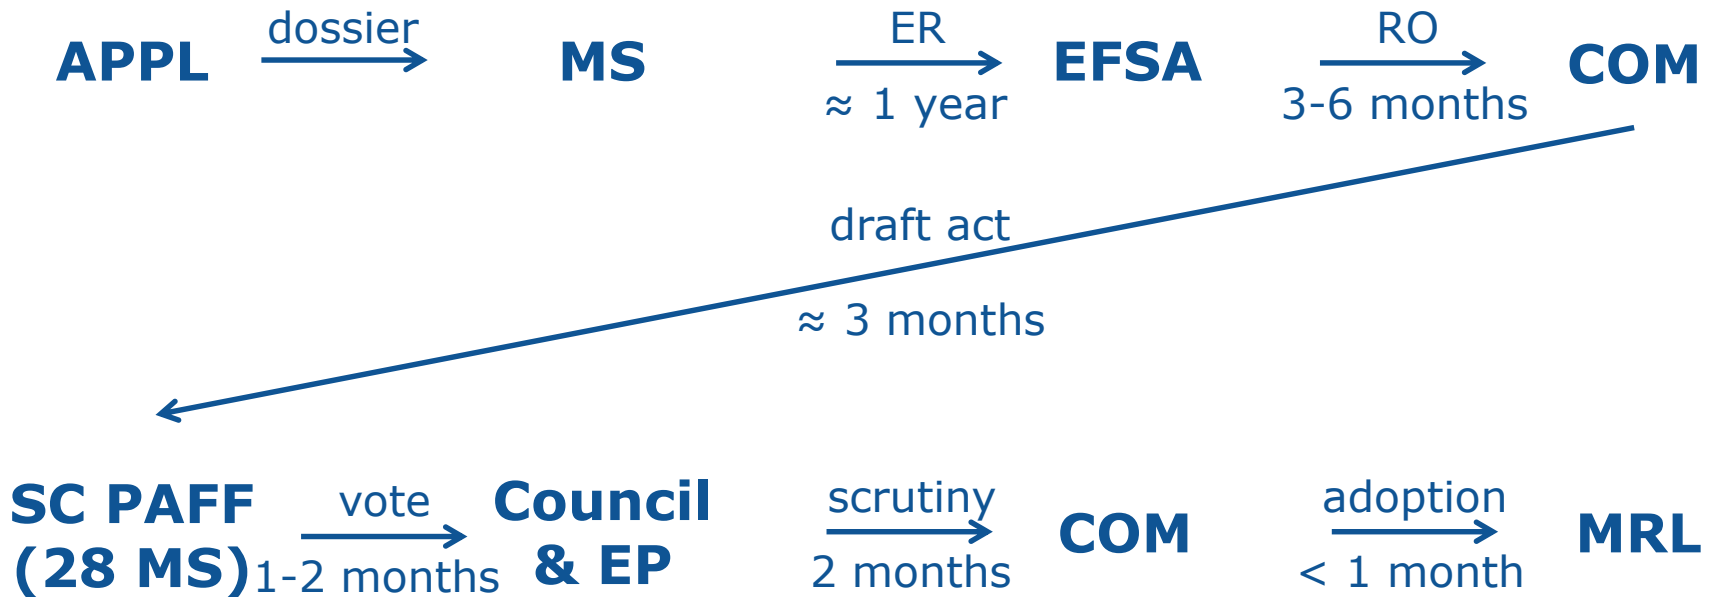 APPL
dossier
MS
ER
≈ 1 year
EFSA
RO
3-6 months
COM
draft act
≈ 3 months
SC PAFF
(28 MS)
vote
1-2 months
Council
& EP
scrutiny
2 months
COM
adoption
< 1 month
MRL